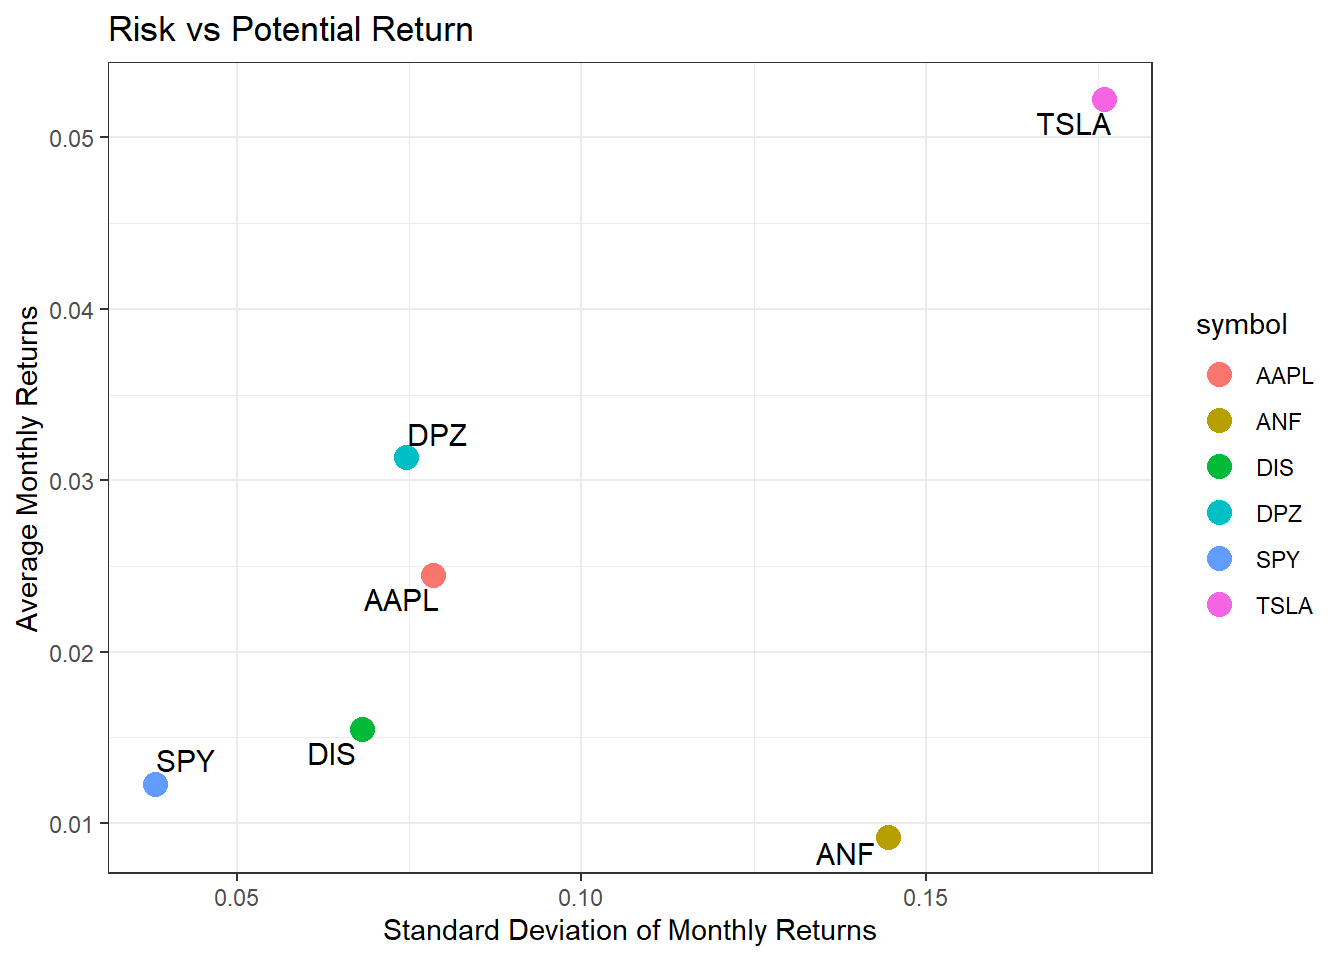 Risk vs Potential Return
Average Monthly Returns
0.05
0.04
0.03
0.02
0.01
TSLA
DPZ
AAPL
DIS
SPY
ANF
0.05
0.10
0.15
Standard Deviation of Monthly Returns
symbol
AAPL
ANF
DIS
DPZ
SPY
TSLA